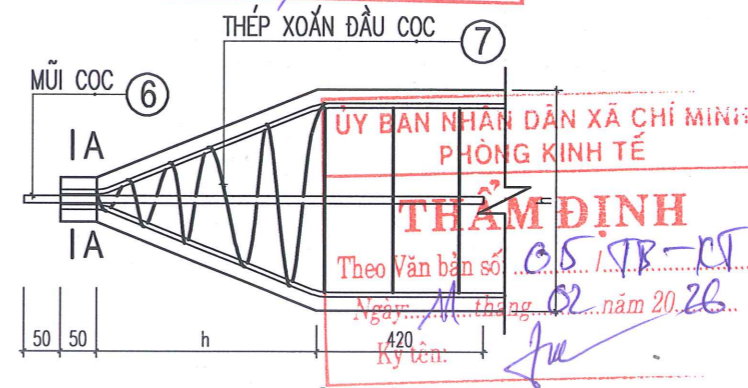 THÉP XOẮN ĐẦU CỌC 7
MŨI CỌC 6
A
A
ỦY BAN NHÂN DÂN XÃ CHÍ MINH
PHÒNG KINH TẾ
THẨM ĐỊNH
Theo Văn bản số: 05 / TB-KT
Ngày 11 tháng 02 năm 2026
Ký tên:
50 50 h 420